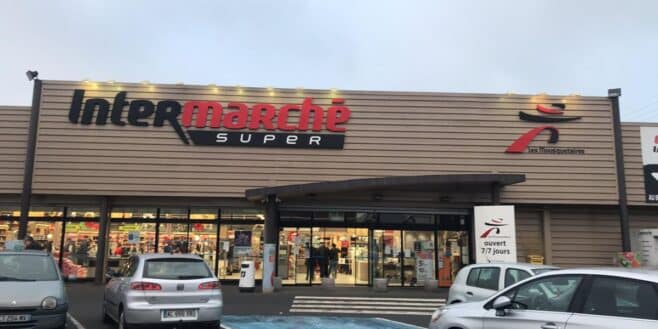 Intermarché
SUPER
Les Mousquetaires
ouvert
7/7 jours